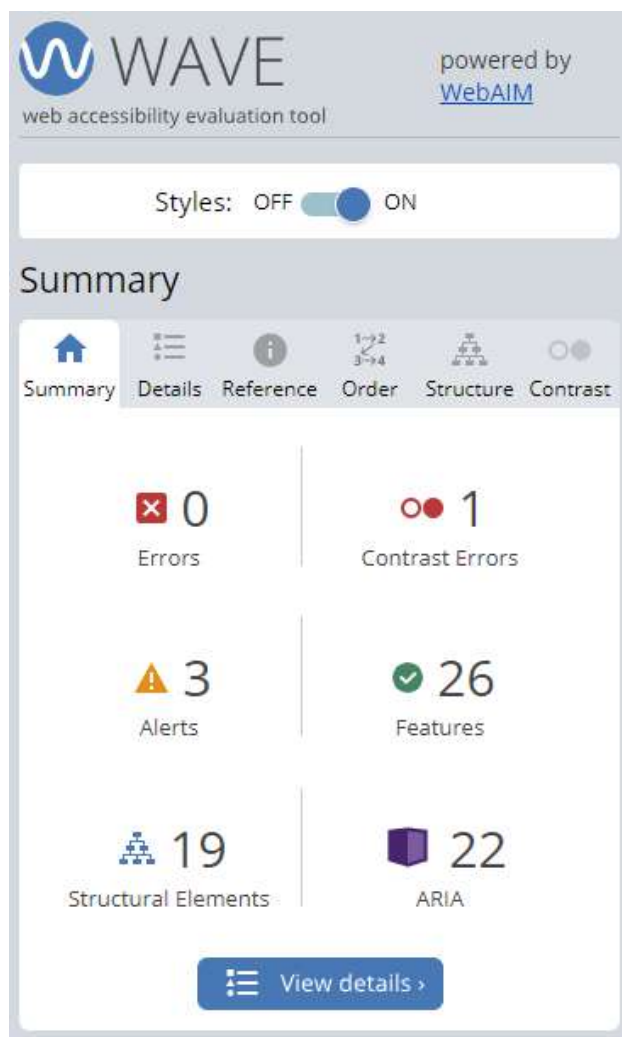 WAVE
powered by
WebAIM
web accessibility evaluation tool
Styles: OFF ON
Summary
1→2
3→4
Summary Details Reference Order Structure Contrast
0 1
Errors Contrast Errors
3 26
Alerts Features
19 22
Structural Elements ARIA
View details ›